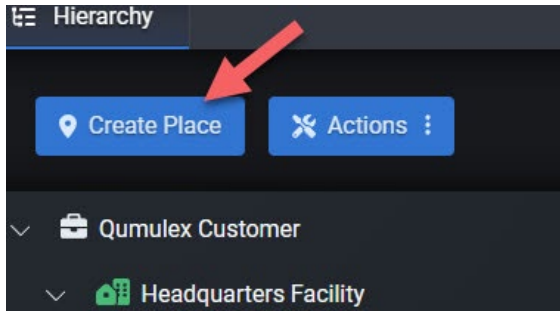 Hierarchy
Create Place
Actions
Qumulex Customer
Headquarters Facility